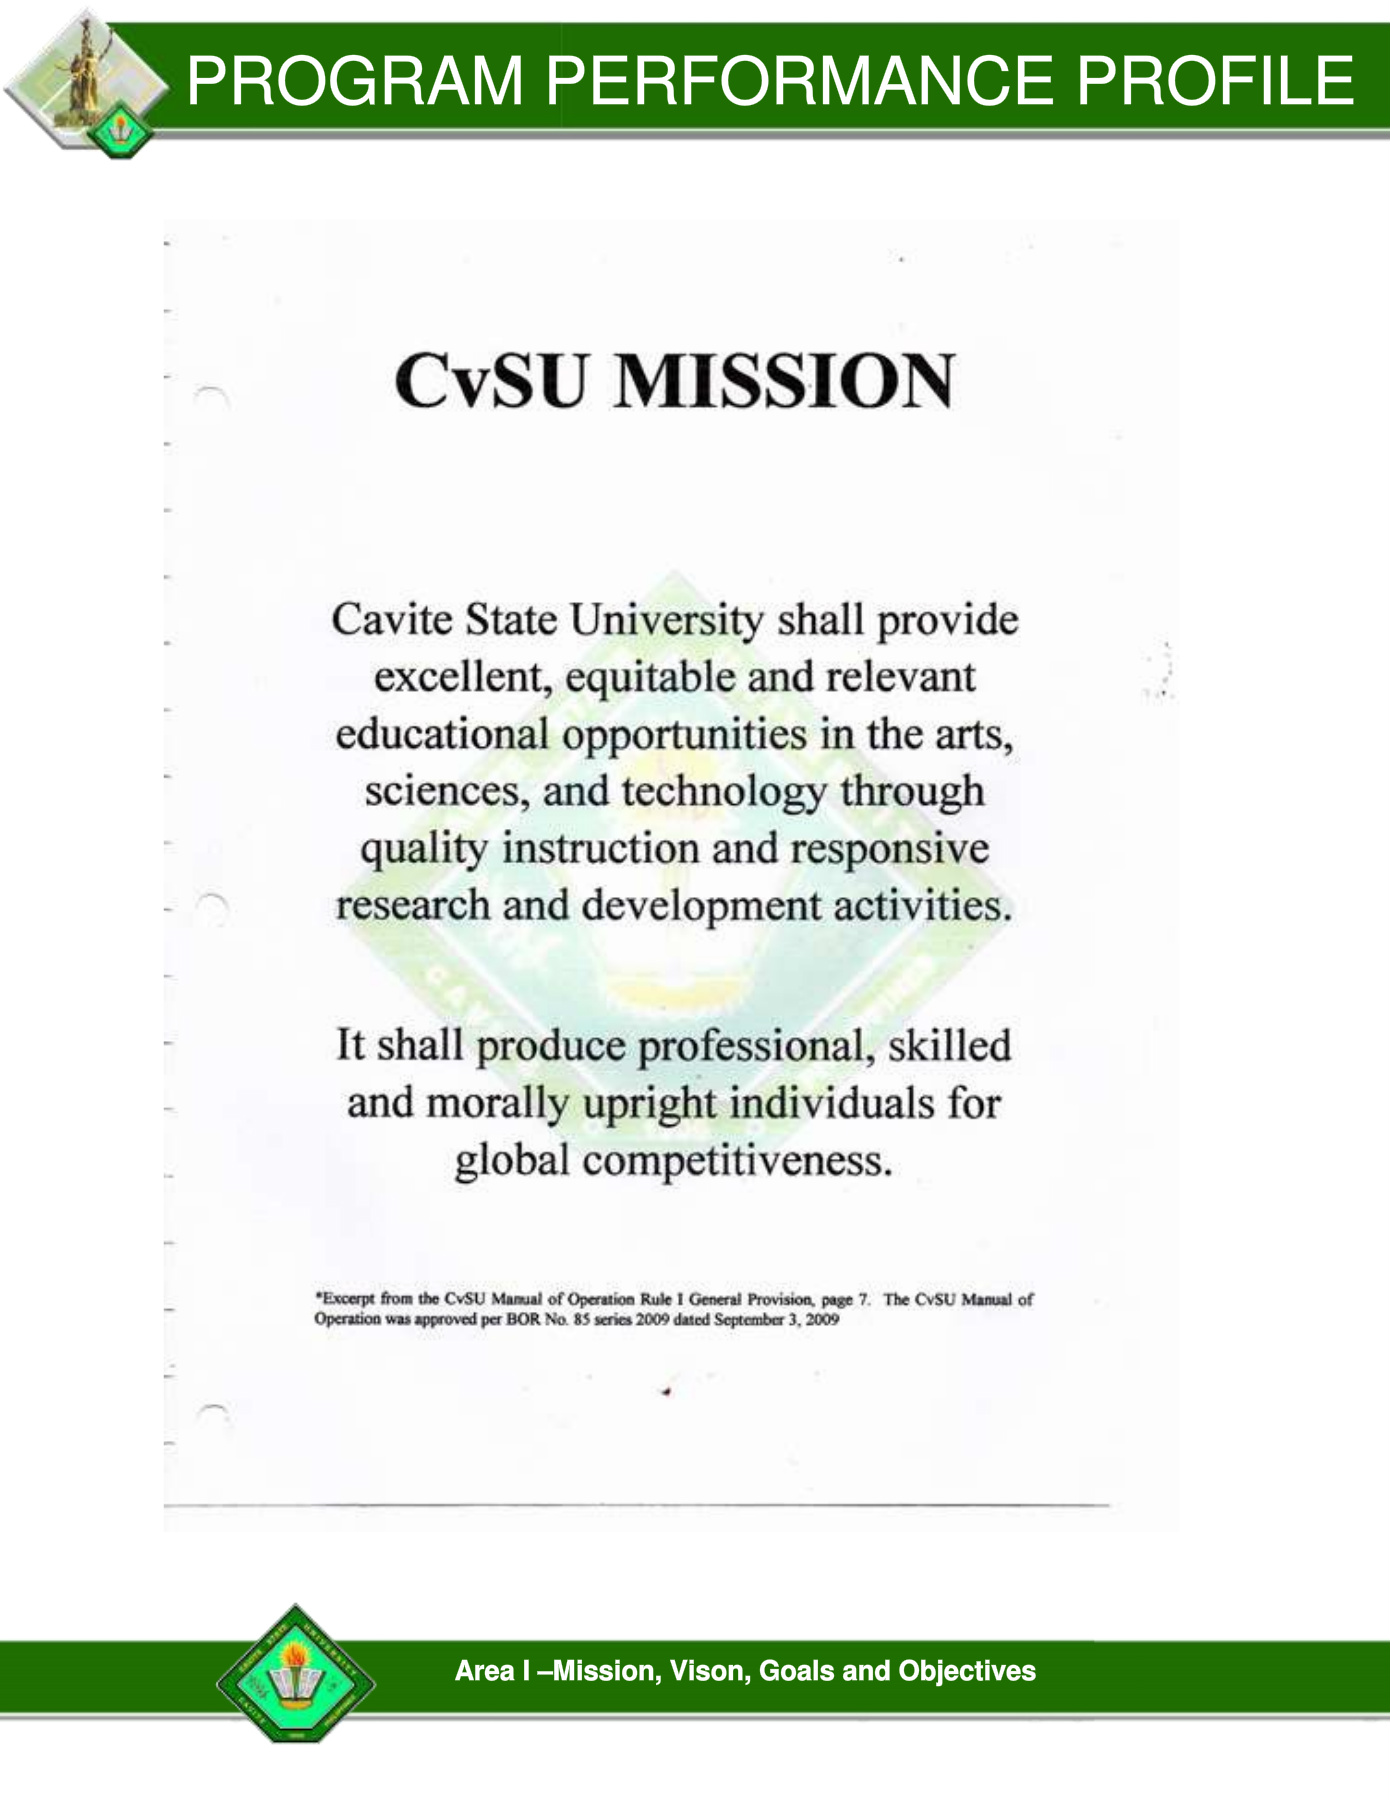 PROGRAM PERFORMANCE PROFILE
CvSU MISSION
Cavite State University shall provide
excellent, equitable and relevant
educational opportunities in the arts,
sciences, and technology through
quality instruction and responsive
research and development activities.
It shall produce professional, skilled
and morally upright individuals for
global competitiveness.
*Excerpt from the CvSU Manual of Operation Rule I General Provision, page 7. The CvSU Manual of
Operation was approved per BOR No. 85 series 2009 dated September 3, 2009
Area I –Mission, Vison, Goals and Objectives